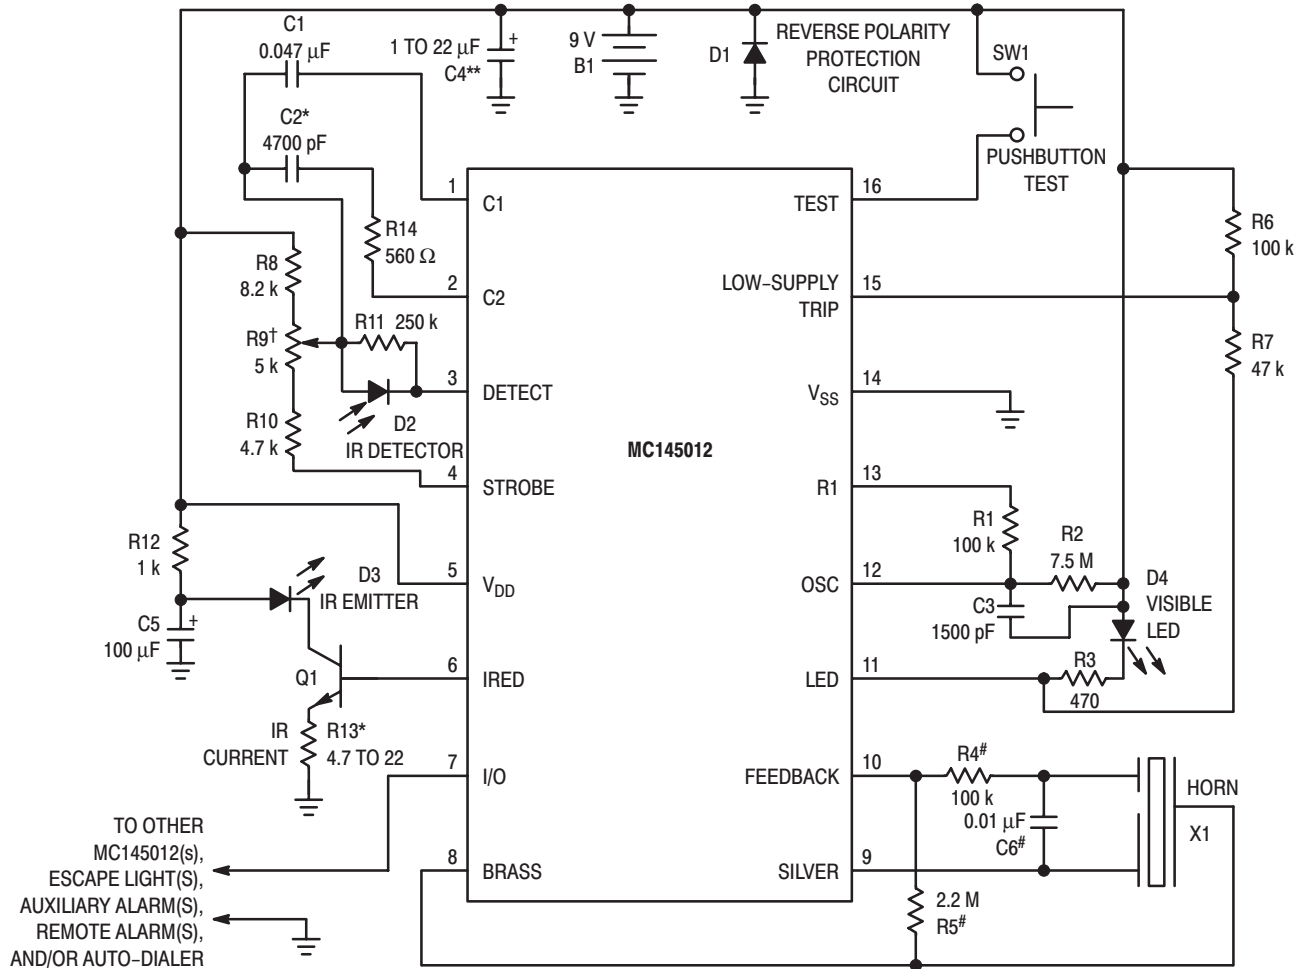 C1
0.047 μF
1 TO 22 μF
C4**
+
9 V
B1
D1
REVERSE POLARITY
PROTECTION
CIRCUIT
SW1
C2*
4700 pF
PUSHBUTTON
TEST
1
C1
16
TEST
R14
560 Ω
R6
100 k
R8
8.2 k
2
C2
15
LOW−SUPPLY
TRIP
R11 250 k
R9†
5 k
R7
47 k
3
DETECT
14
VSS
D2
IR DETECTOR
R10
4.7 k
MC145012
4
STROBE
13
R1
R1
100 k
R12
1 k
R2
7.5 M
5
VDD
12
OSC
D3
IR EMITTER
D4
VISIBLE
LED
C3
1500 pF
C5
100 μF
+
Q1
6
IRED
11
LED
R3
470
IR
CURRENT
R13*
4.7 TO 22
7
I/O
10
FEEDBACK
R4#
100 k
HORN
X1
0.01 μF
C6#
TO OTHER
MC145012(s),
ESCAPE LIGHT(S),
AUXILIARY ALARM(S),
REMOTE ALARM(S),
AND/OR AUTO−DIALER
8
BRASS
9
SILVER
2.2 M
R5#